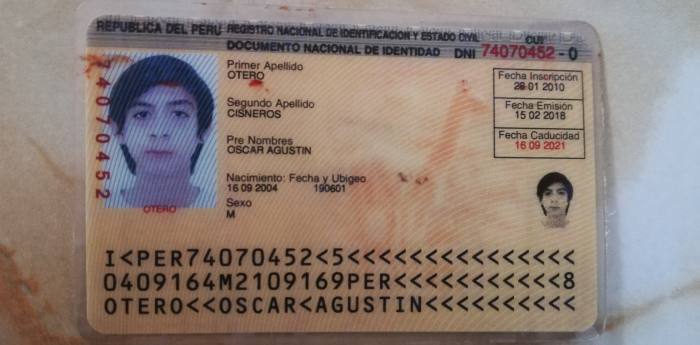 REPUBLICA DEL PERU REGISTRO NACIONAL DE IDENTIFICACION Y ESTADO CIVIL
DOCUMENTO NACIONAL DE IDENTIDAD DNI CUI 74070452 - 0
Primer Apellido
OTERO
Segundo Apellido
CISNEROS
Pre Nombres
OSCAR AGUSTIN
Nacimiento: Fecha y Ubigeo
16 09 2004 190601
Sexo
M
Fecha Inscripción
28 01 2010
Fecha Emisión
15 02 2018
Fecha Caducidad
16 09 2021
74070452
OTERO
I<PER74070452<5<<<<<<<<<<<<<<<
0409164M2109169PER<<<<<<<<<<<8
OTERO<<OSCAR<AGUSTIN<<<<<<<<<<